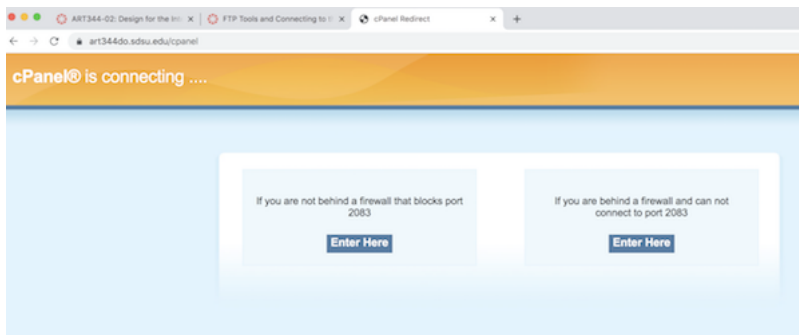 ART344-02: Design for the Int
FTP Tools and Connecting to t
cPanel Redirect
art344do.sdsu.edu/cpanel
cPanel® is connecting ....
If you are not behind a firewall that blocks port
2083
Enter Here
If you are behind a firewall and can not
connect to port 2083
Enter Here